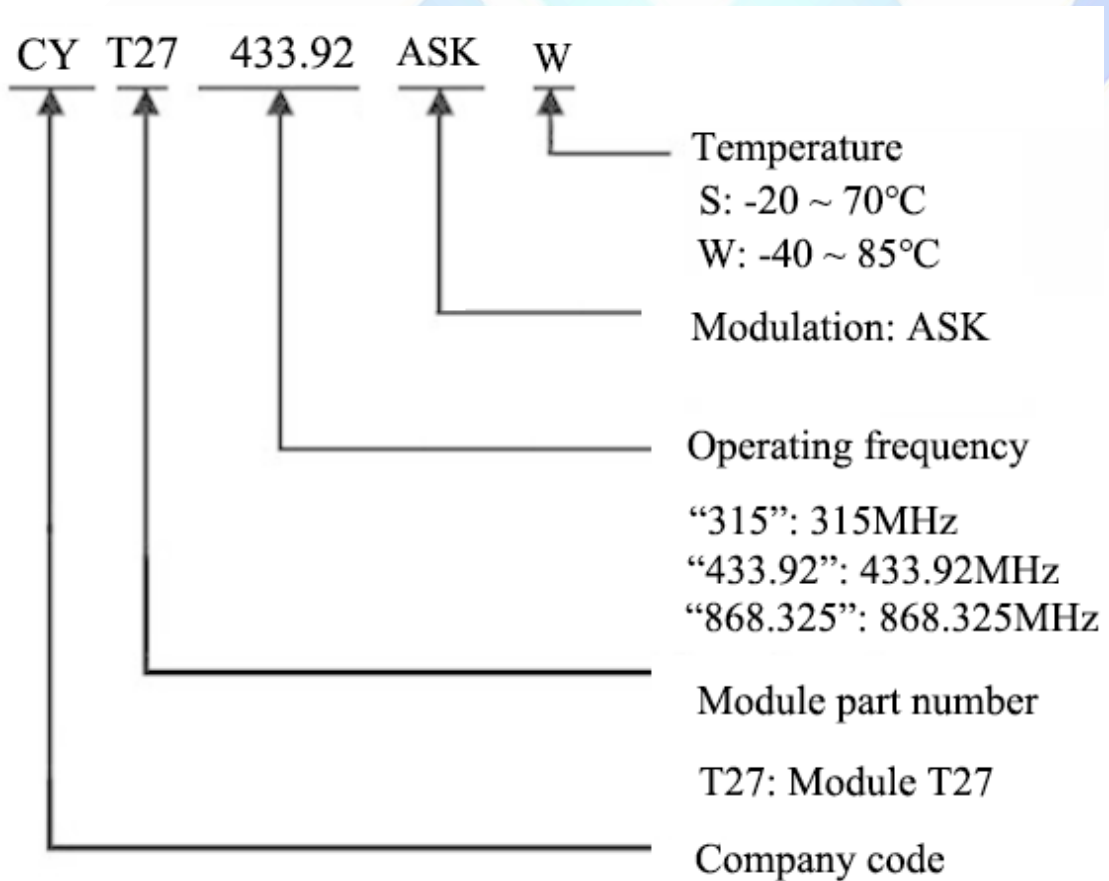 CY T27 433.92 ASK W
Temperature
S: -20 ~ 70°C
W: -40 ~ 85°C
Modulation: ASK
Operating frequency
“315”: 315MHz
“433.92”: 433.92MHz
“868.325”: 868.325MHz
Module part number
T27: Module T27
Company code